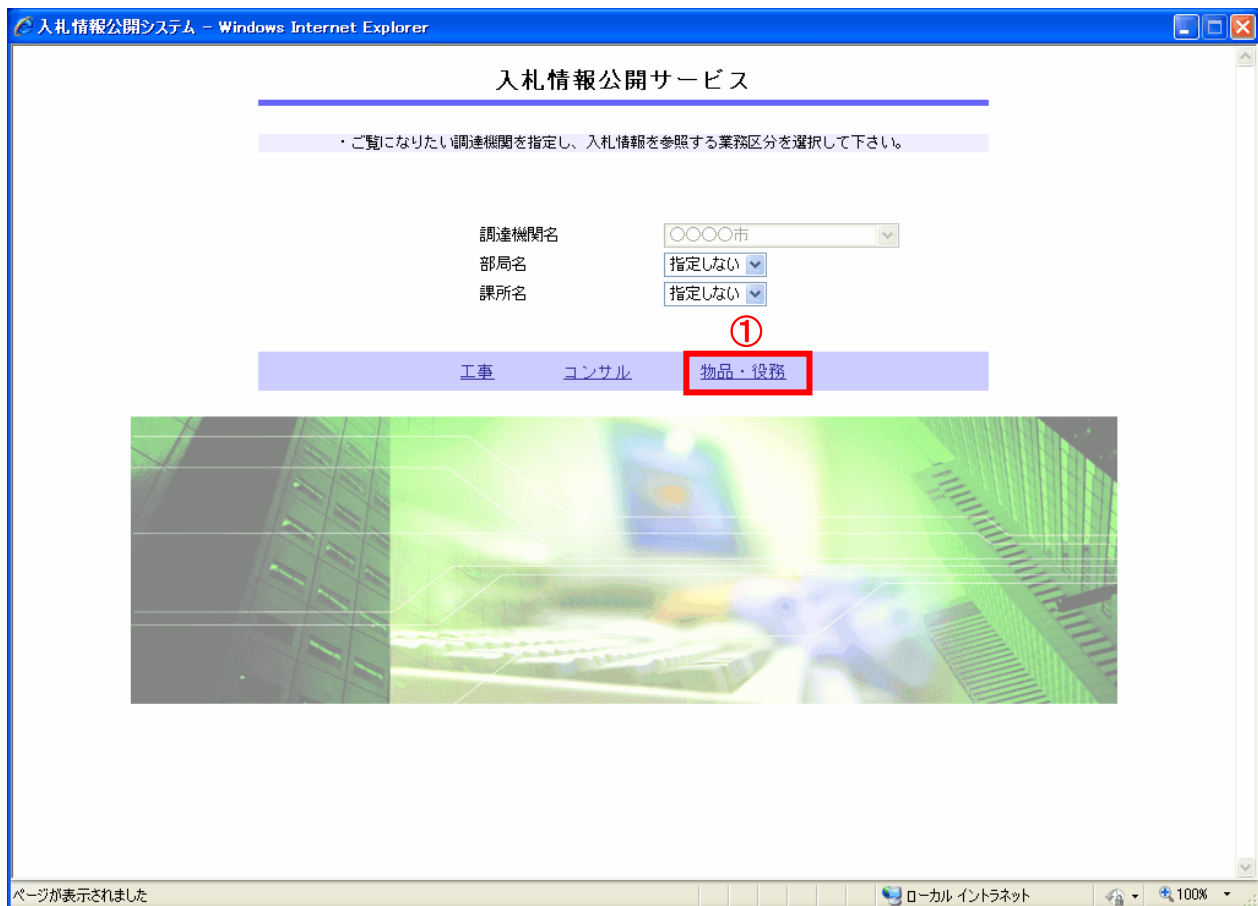 入札情報公開システム - Windows Internet Explorer
入札情報公開サービス
・ご覧になりたい調達機関を指定し、入札情報を参照する業務区分を選択して下さい。
調達機関名 〇〇〇〇市
部局名 指定しない
課所名 指定しない
①
工事 コンサル 物品・役務
ページが表示されました ローカル イントラネット 100%